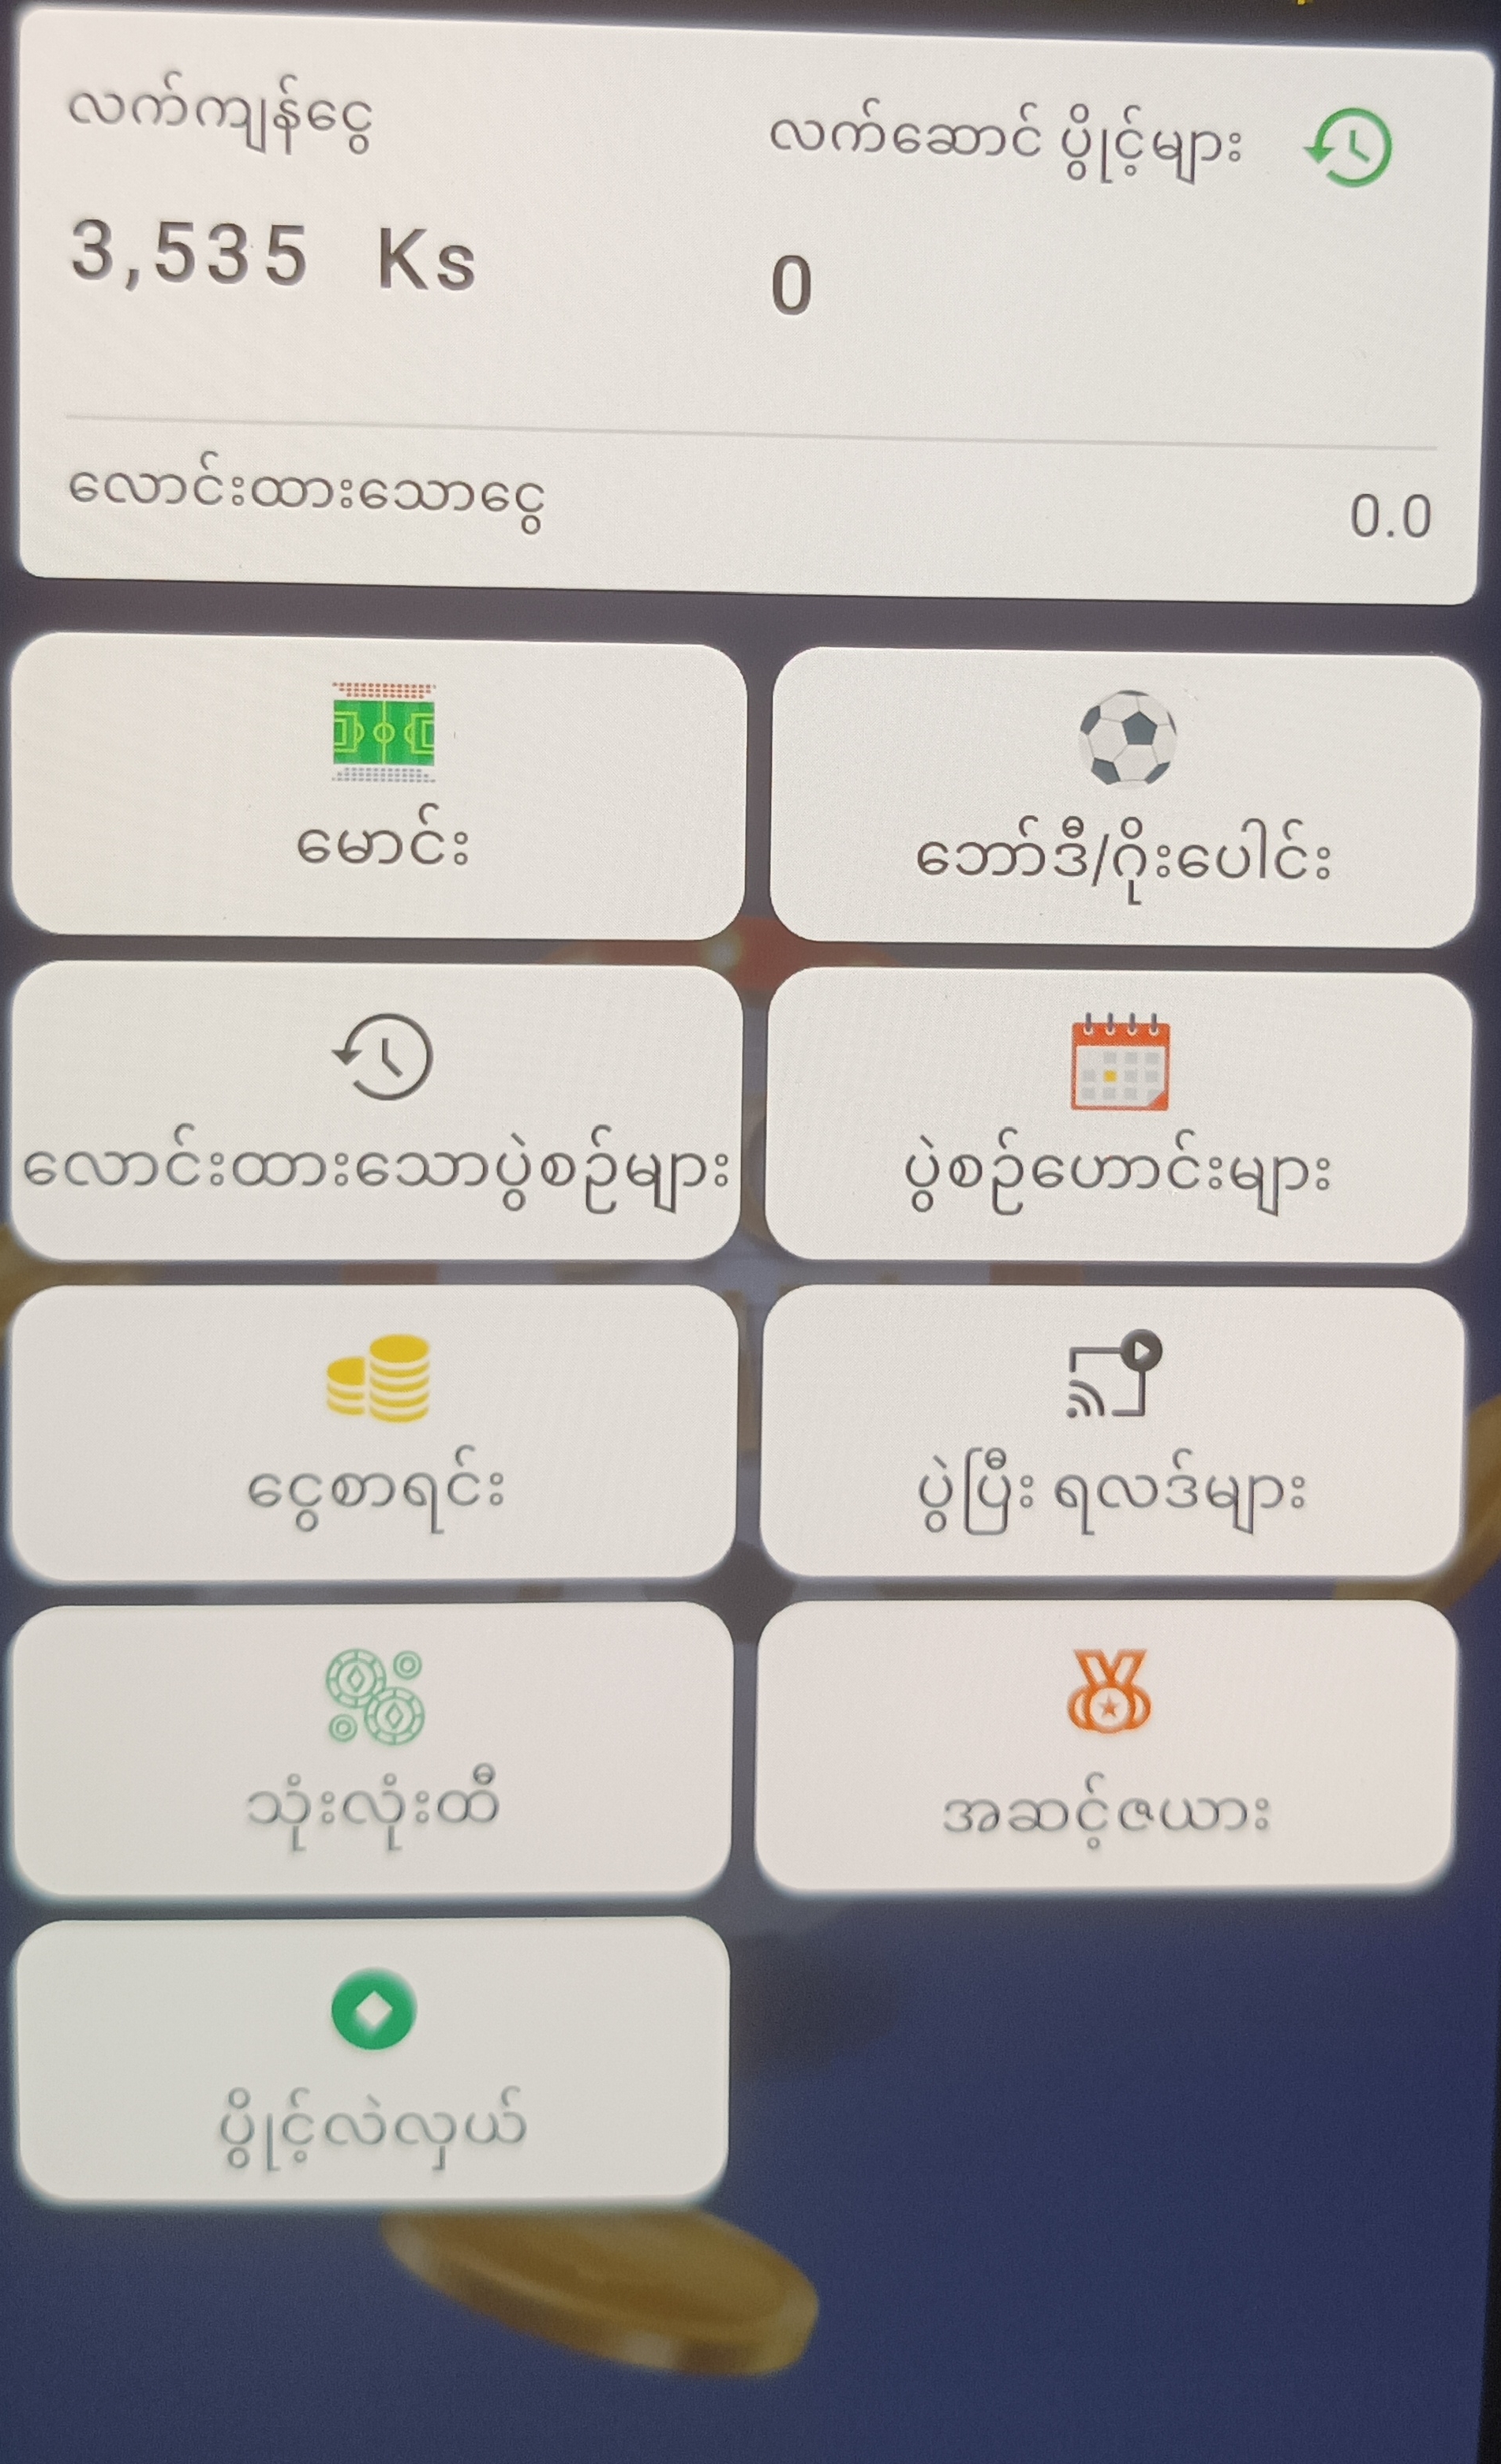 လက်ကျန်ငွေ
လက်ဆောင် ပွိုင့်များ
3,535 Ks
0
လောင်းထားသောငွေ
0.0
မောင်း
ဘော်ဒီ/ဂိုးပေါင်း
လောင်းထားသောပွဲစဉ်များ
ပွဲစဉ်ဟောင်းများ
ငွေစာရင်း
ပွဲပြီး ရလဒ်များ
သုံးလုံးထီ
အဆင့်ဇယား
ပွိုင့်လဲလှယ်